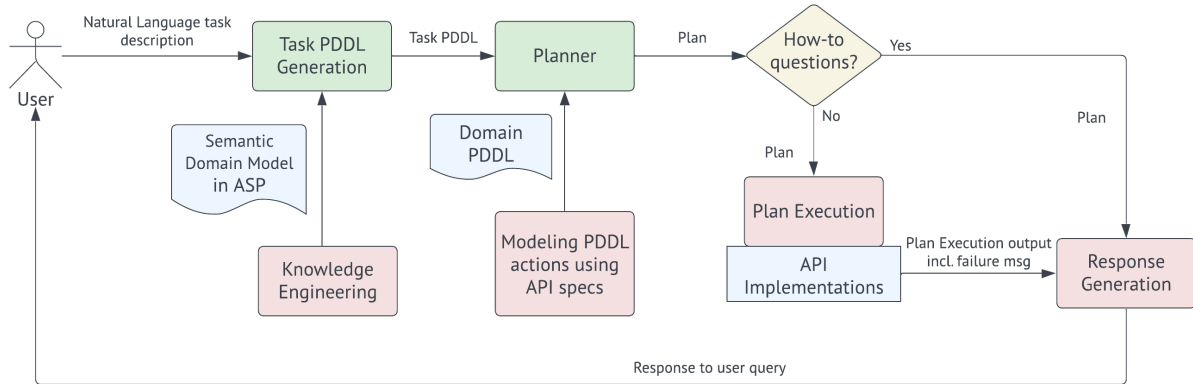 Natural Language task
description
User
Task PDDL
Generation
Task PDDL
Planner
Plan
How-to
questions?
Yes
No
Plan
Plan
Semantic
Domain Model
in ASP
Domain
PDDL
Knowledge
Engineering
Modeling PDDL
actions using
API specs
Plan Execution
API
Implementations
Plan Execution output
incl. failure msg
Response
Generation
Response to user query